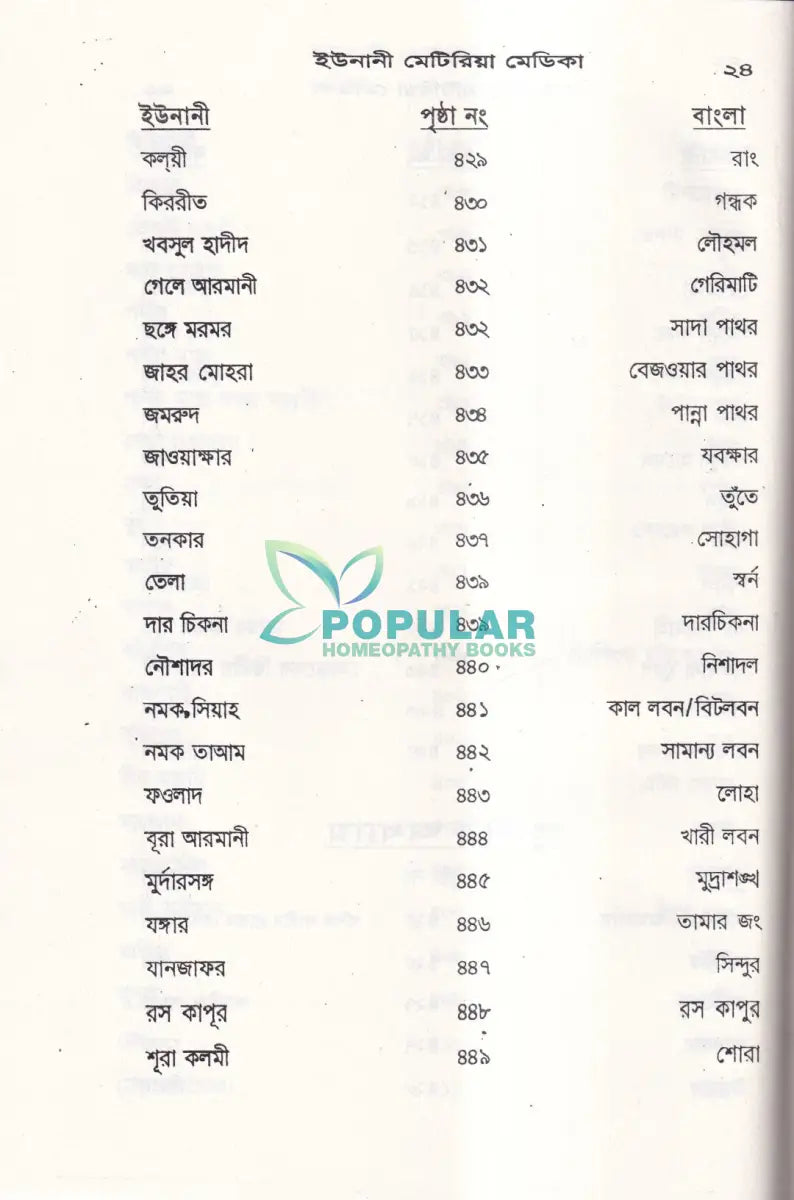 ইউনানী মেটিরিয়া মেডিকা ২৪
ইউনানী পৃষ্ঠা নং বাংলা
কল্য়ী ৪২৯ রাং
কিররীত ৪৩০ গন্ধক
খবসুল হাদীদ ৪৩১ লৌহমল
গেলে আরমানী ৪৩২ গেরিমাটি
ছঙ্গে মরমর ৪৩২ সাদা পাথর
জাহর মোহরা ৪৩৩ বেজওয়ার পাথর
জমরুদ ৪৩৪ পান্না পাথর
জাওয়াক্ষার ৪৩৫ যবক্ষার
তুতিয়া ৪৩৬ তুঁতে
তনকার ৪৩৭ সোহাগা
তেলা ৪৩৯ স্বর্ন
দার চিকনা ৪৩৯ দারচিকনা
POPULAR
HOMEOPATHY BOOKS
নৌশাদর ৪৪০ নিশাদল
নমক সিয়াহ ৪৪১ কাল লবন/বিটলবন
নমক তাআম ৪৪২ সামান্য লবন
ফওলাদ ৪৪৩ লোহা
বূরা আরমানী ৪৪৪ খারী লবন
মুর্দারসঙ্গ ৪৪৫ মুদ্রাশঙ্খ
যঙ্গার ৪৪৬ তামার জং
যানজাফর ৪৪৭ সিন্দুর
রস কাপূর ৪৪৮ রস কাপুর
শূরা কলমী ৪৪৯ শোরা